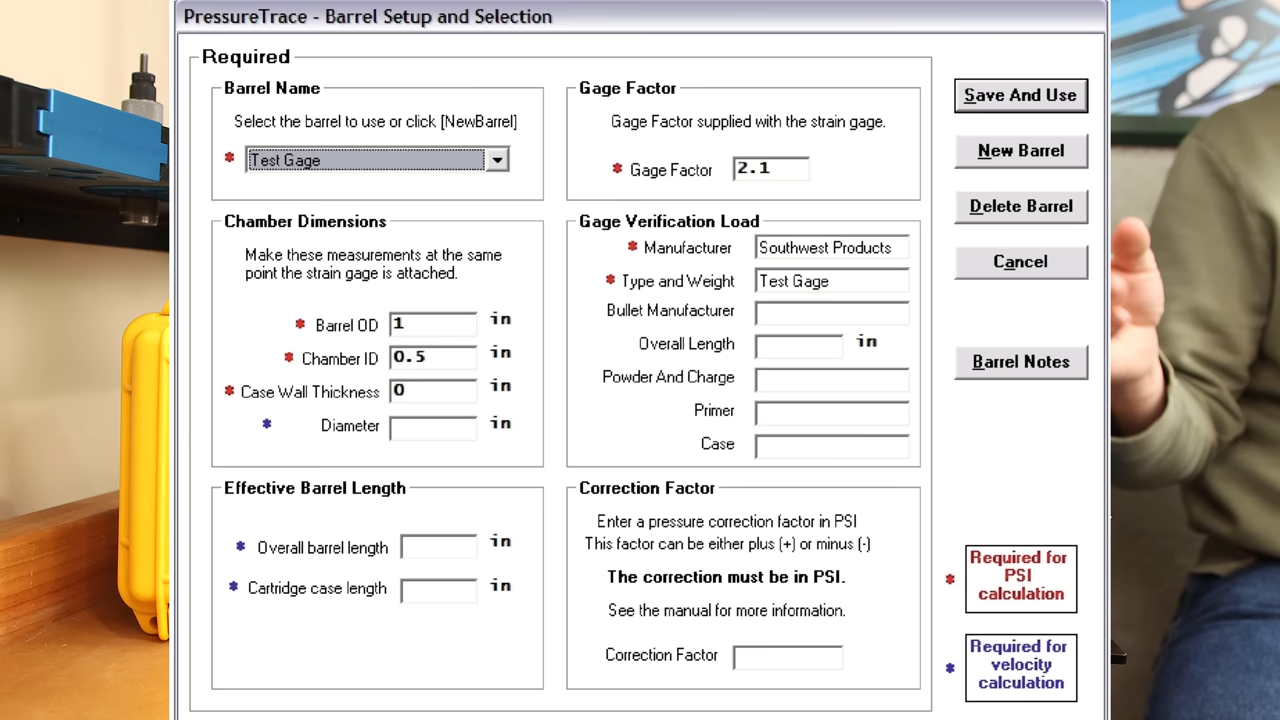 PressureTrace - Barrel Setup and Selection
Required
Barrel Name
Select the barrel to use or click [NewBarrel]
* Test Gage
Chamber Dimensions
Make these measurements at the same
point the strain gage is attached.
* Barrel OD 1 in
* Chamber ID 0.5 in
* Case Wall Thickness 0 in
* Diameter in
Effective Barrel Length
* Overall barrel length in
* Cartridge case length in
Gage Factor
Gage Factor supplied with the strain gage.
* Gage Factor 2.1
Gage Verification Load
* Manufacturer Southwest Products
* Type and Weight Test Gage
Bullet Manufacturer
Overall Length in
Powder And Charge
Primer
Case
Correction Factor
Enter a pressure correction factor in PSI
This factor can be either plus (+) or minus (-)
The correction must be in PSI.
See the manual for more information.
Correction Factor
Save And Use
New Barrel
Delete Barrel
Cancel
Barrel Notes
* Required for
PSI
calculation
* Required for
velocity
calculation